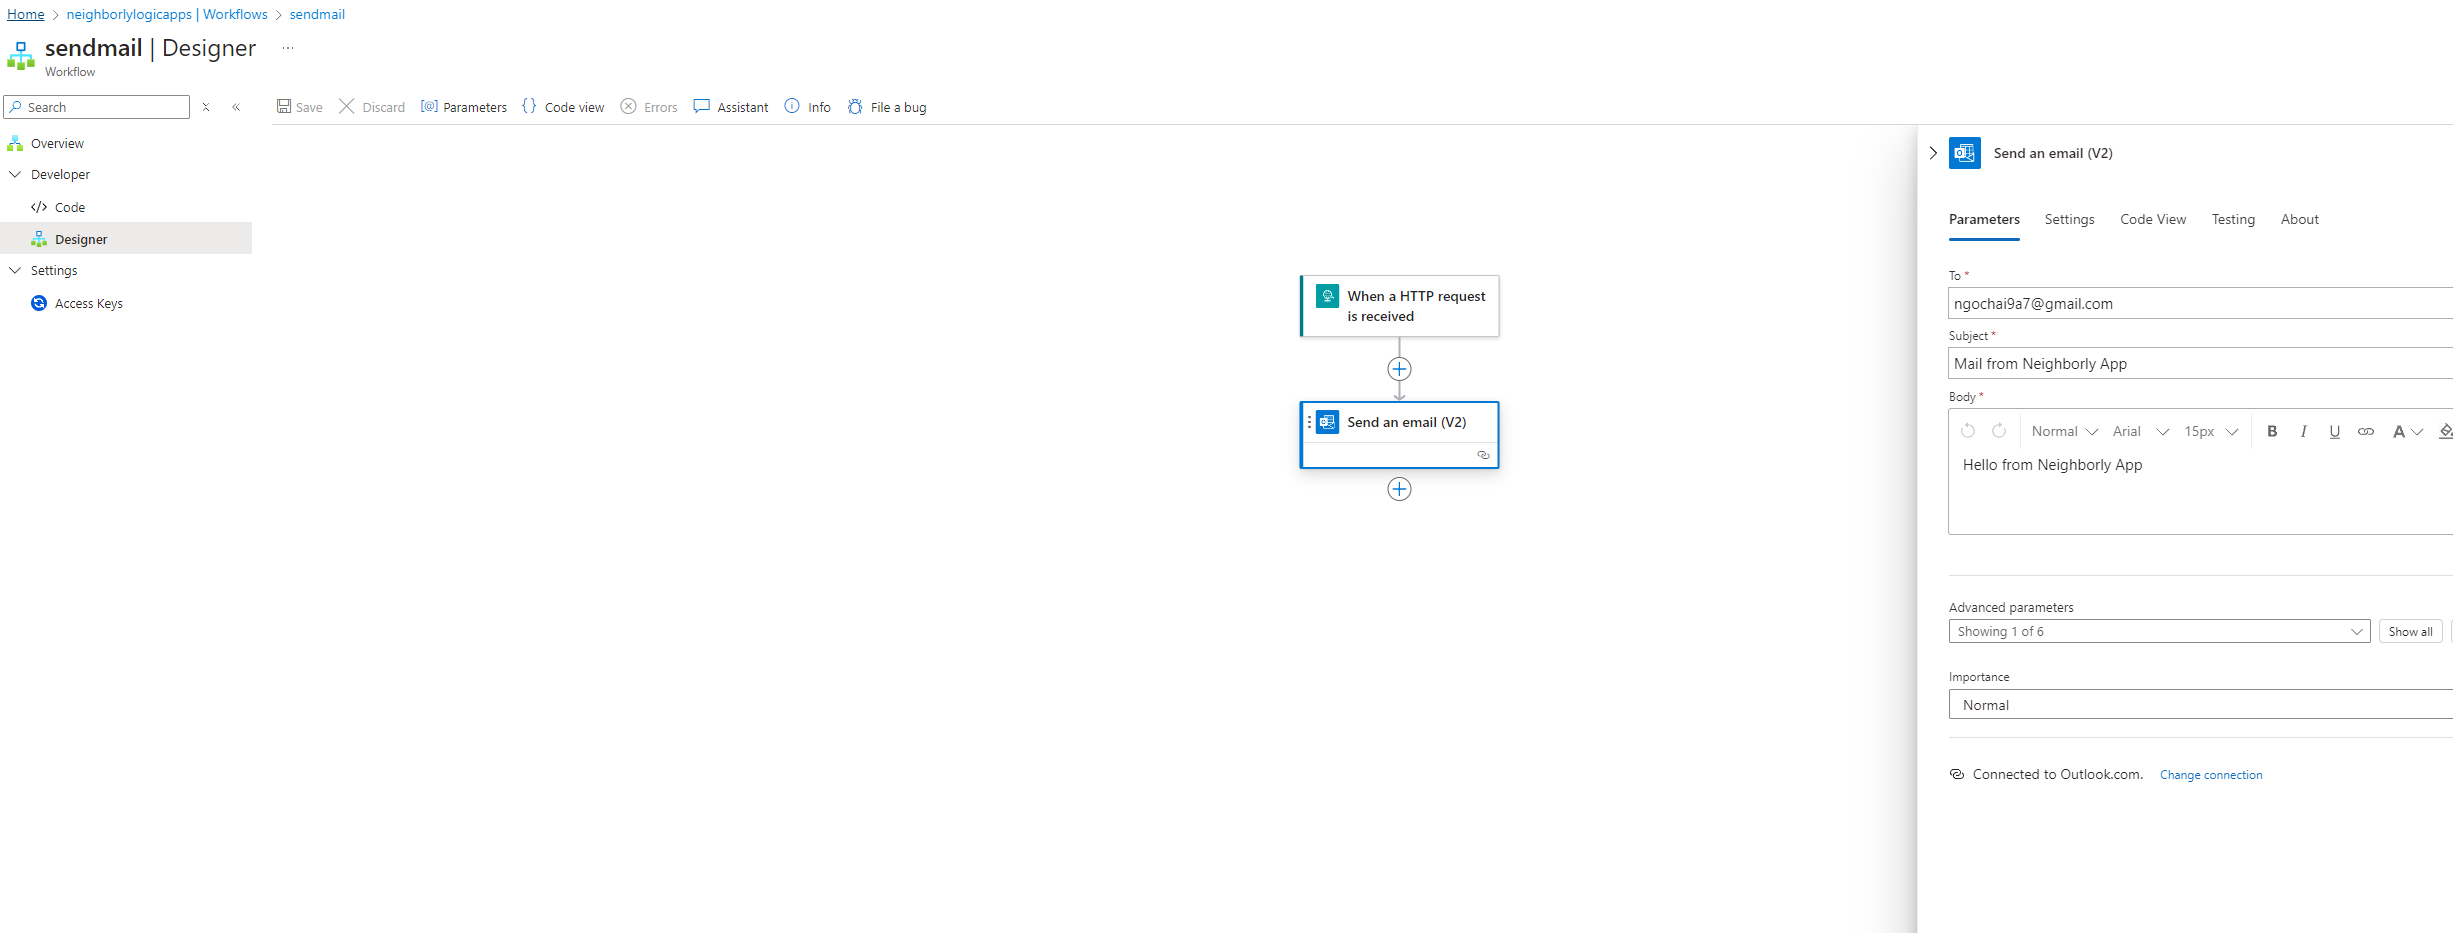 Home > neighborlylogicapps | Workflows > sendmail
sendmail | Designer ...
Workflow
Search
Save Discard Parameters Code view Errors Assistant Info File a bug
Overview
Developer
Code
Designer
Settings
Access Keys
When a HTTP request
is received
Send an email (V2)
Send an email (V2)
Parameters Settings Code View Testing About
To *
ngochai9a7@gmail.com
Subject *
Mail from Neighborly App
Body *
Normal Arial 15px B I U A
Hello from Neighborly App
Advanced parameters
Showing 1 of 6 Show all
Importance
Normal
Connected to Outlook.com. Change connection